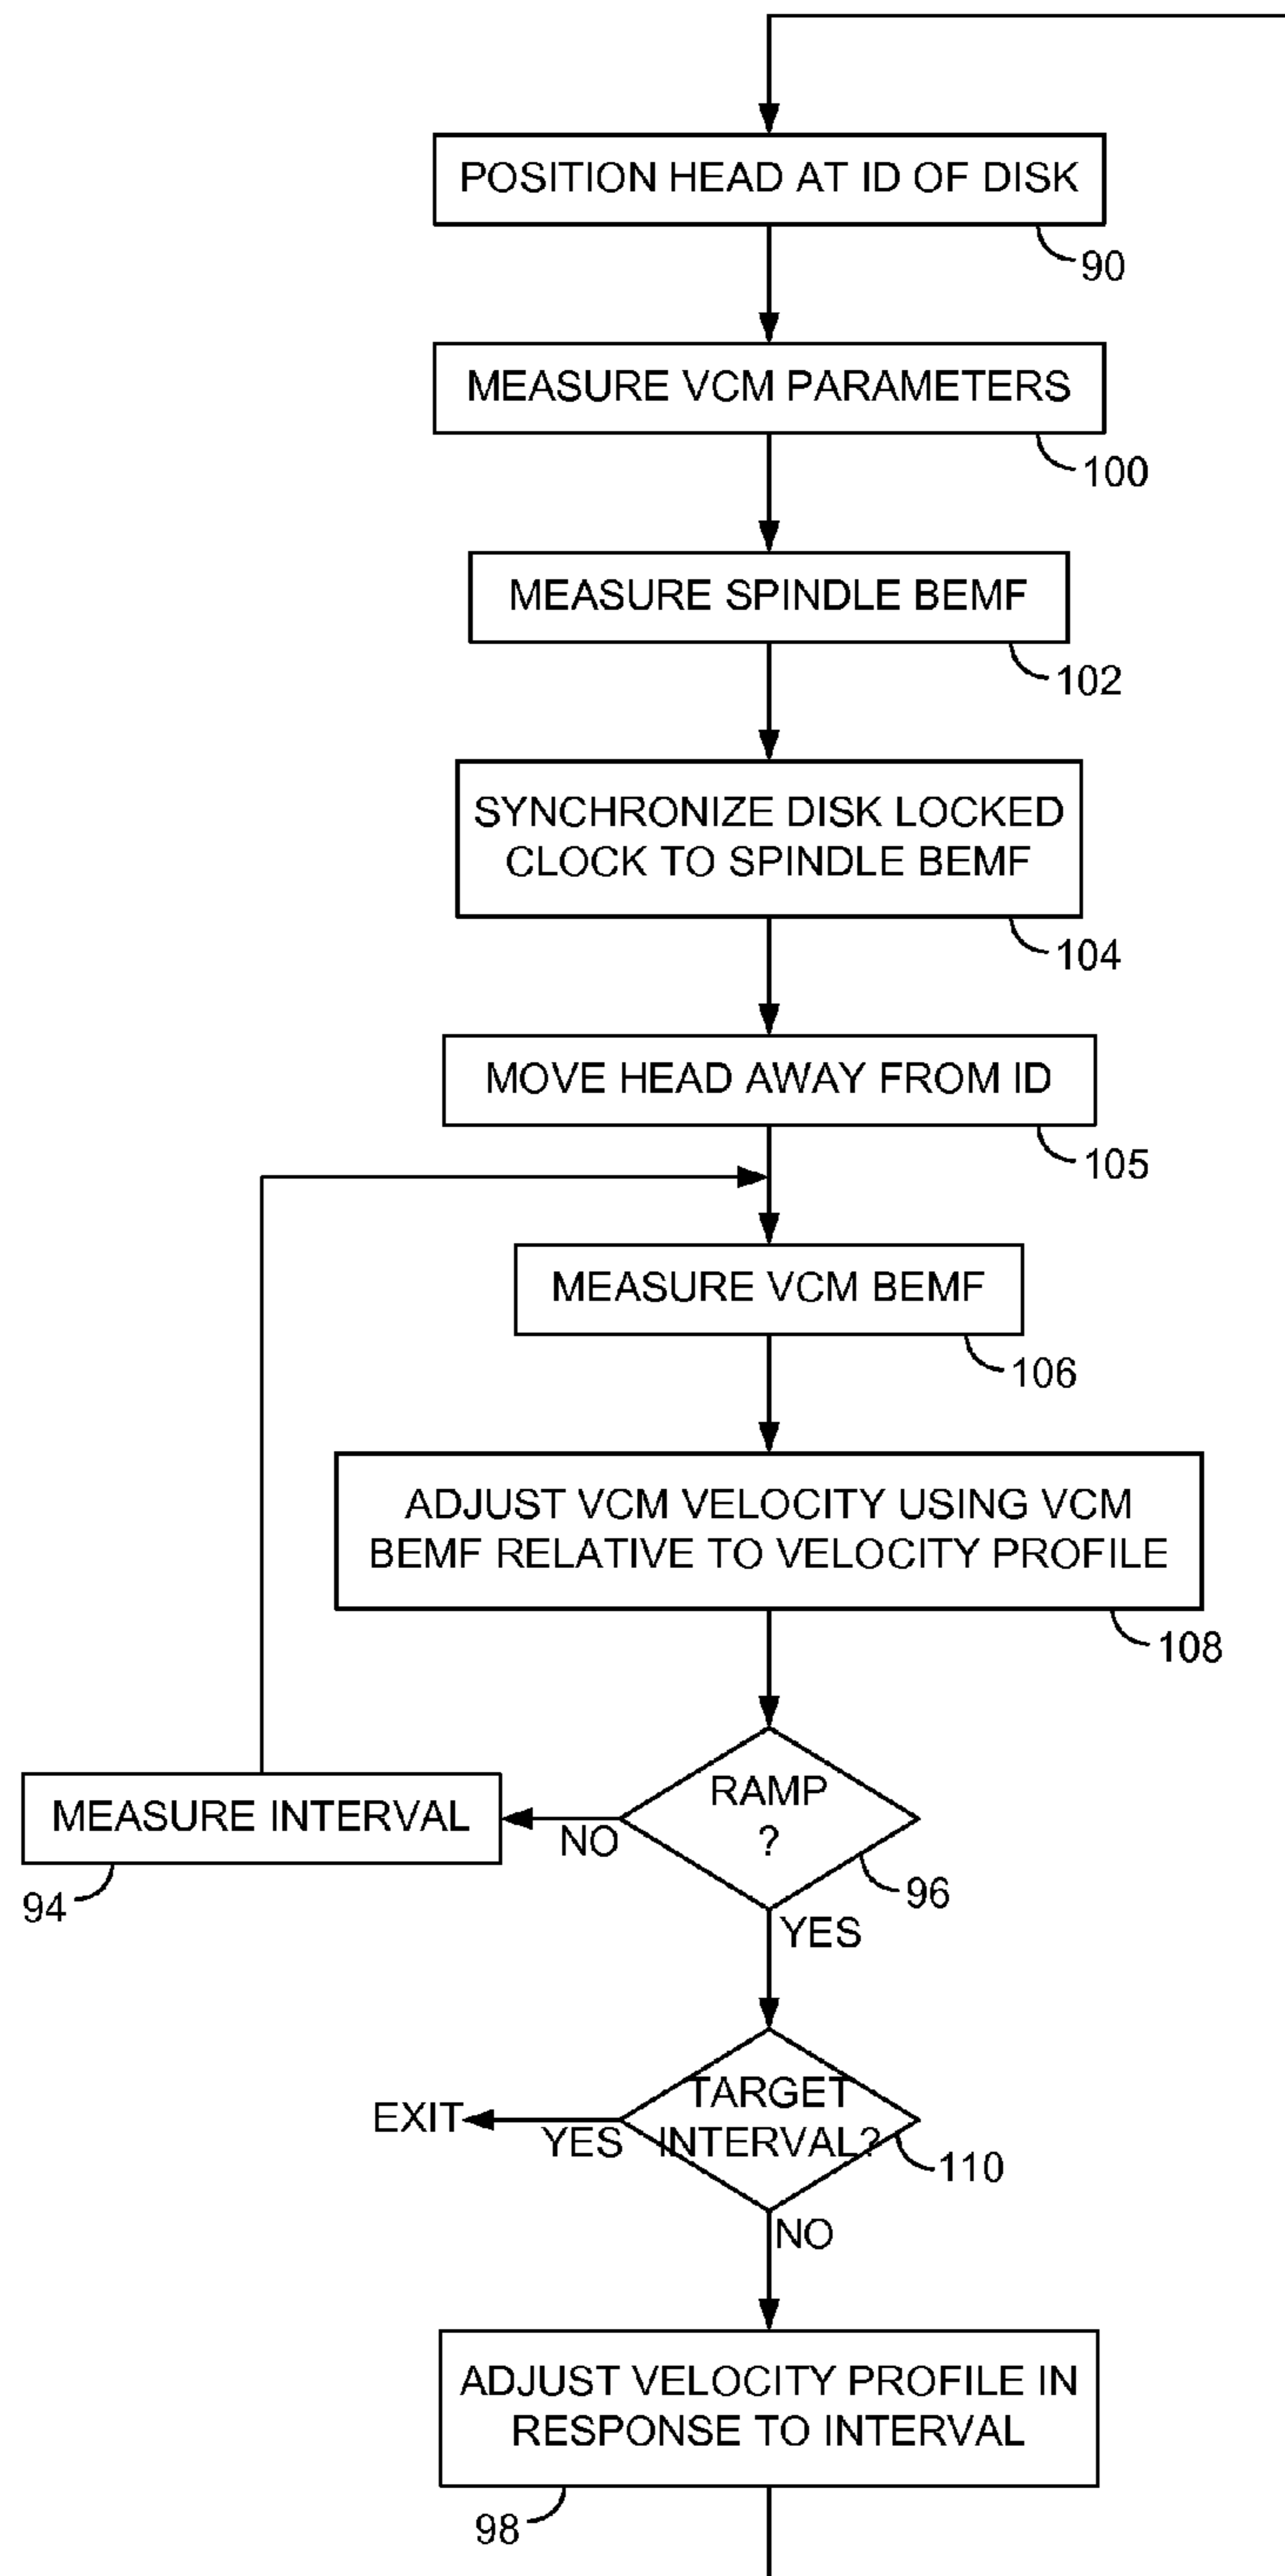 POSITION HEAD AT ID OF DISK
90
MEASURE VCM PARAMETERS
100
MEASURE SPINDLE BEMF
102
SYNCHRONIZE DISK LOCKED
CLOCK TO SPINDLE BEMF
104
MOVE HEAD AWAY FROM ID
105
MEASURE VCM BEMF
106
ADJUST VCM VELOCITY USING VCM
BEMF RELATIVE TO VELOCITY PROFILE
108
RAMP
?
96
NO
MEASURE INTERVAL
94
YES
TARGET
INTERVAL?
110
YES
EXIT
NO
ADJUST VELOCITY PROFILE IN
RESPONSE TO INTERVAL
98